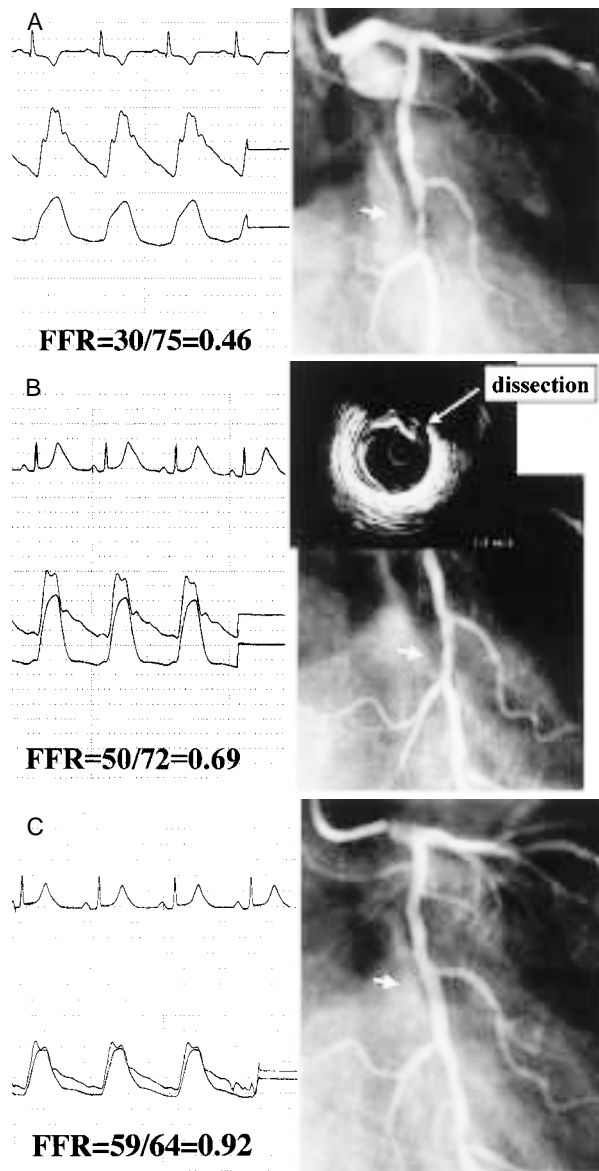 A
FFR=30/75=0.46
B
dissection
FFR=50/72=0.69
C
FFR=59/64=0.92